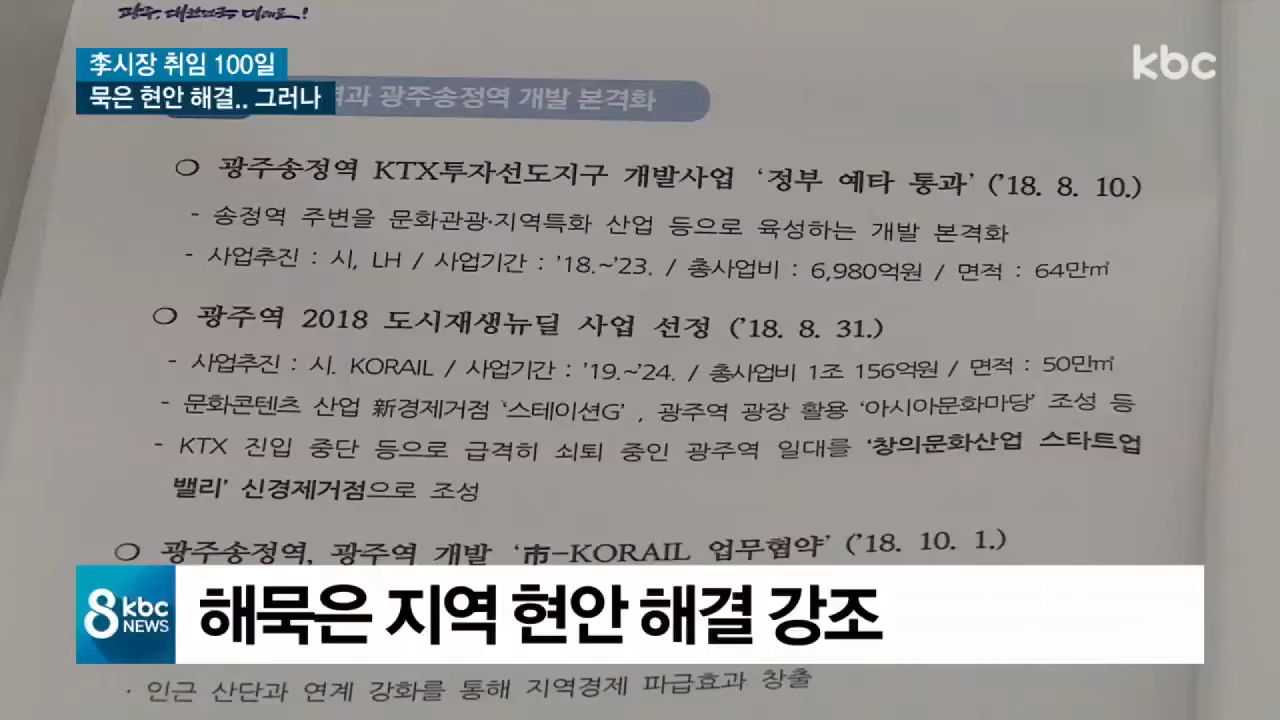 광주, 대한민국 미래로!
李시장 취임 100일
kbc
묵은 현안 해결.. 그러나
광주송정역 개발 본격화
○ 광주송정역 KTX투자선도지구 개발사업 ‘정부 예타 통과’ (’18. 8. 10.)
- 송정역 주변을 문화관광·지역특화 산업 등으로 육성하는 개발 본격화
- 사업추진 : 시, LH / 사업기간 : ’18.~’23. / 총사업비 : 6,980억원 / 면적 : 64만㎡
○ 광주역 2018 도시재생뉴딜 사업 선정 (’18. 8. 31.)
- 사업추진 : 시. KORAIL / 사업기간 : ’19.~’24. / 총사업비 1조 156억원 / 면적 : 50만㎡
- 문화콘텐츠 산업 新경제거점 ‘스테이션G’ , 광주역 광장 활용 ‘아시아문화마당’ 조성 등
- KTX 진입 중단 등으로 급격히 쇠퇴 중인 광주역 일대를 ‘창의문화산업 스타트업
밸리’ 신경제거점으로 조성
○ 광주송정역, 광주역 개발 ‘市-KORAIL 업무협약’ (’18. 10. 1.)
8 kbc NEWS
해묵은 지역 현안 해결 강조
· 인근 산단과 연계 강화를 통해 지역경제 파급효과 창출